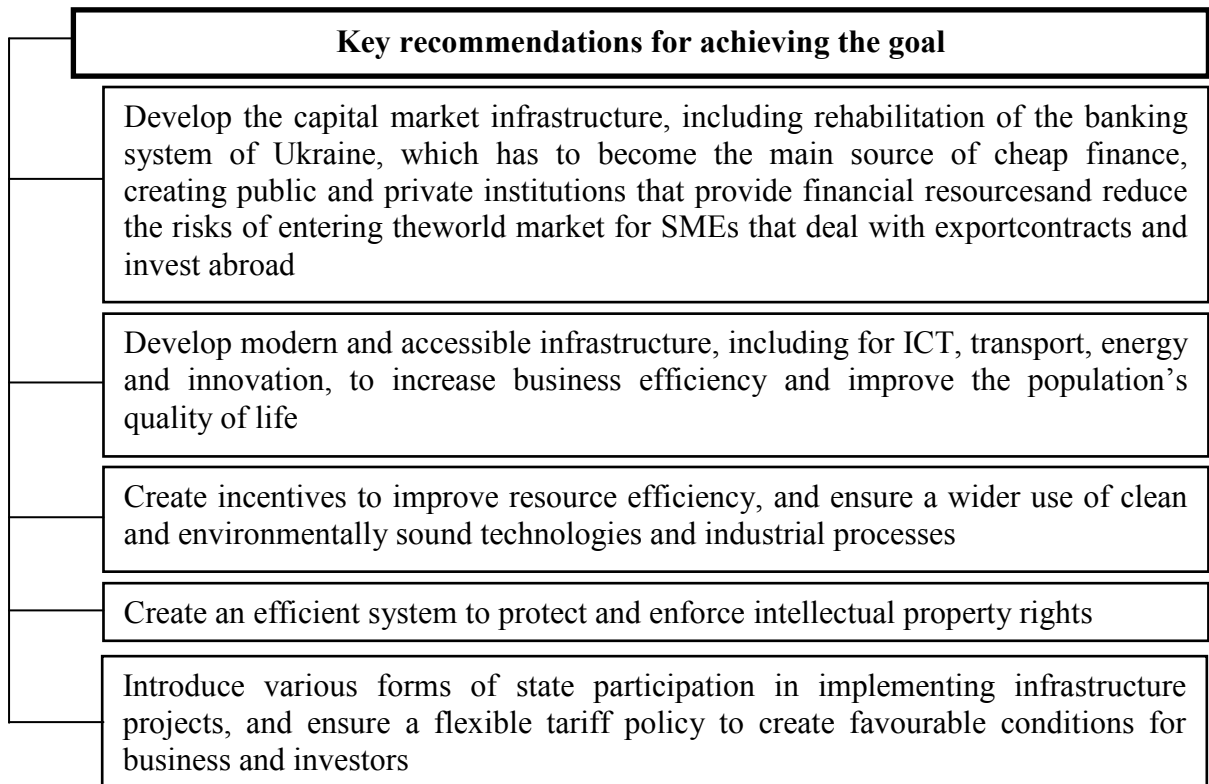 Key recommendations for achieving the goal
Develop the capital market infrastructure, including rehabilitation of the banking
system of Ukraine, which has to become the main source of cheap finance,
creating public and private institutions that provide financial resourcesand reduce
the risks of entering theworld market for SMEs that deal with exportcontracts and
invest abroad
Develop modern and accessible infrastructure, including for ICT, transport, energy
and innovation, to increase business efficiency and improve the population’s
quality of life
Create incentives to improve resource efficiency, and ensure a wider use of clean
and environmentally sound technologies and industrial processes
Create an efficient system to protect and enforce intellectual property rights
Introduce various forms of state participation in implementing infrastructure
projects, and ensure a flexible tariff policy to create favourable conditions for
business and investors